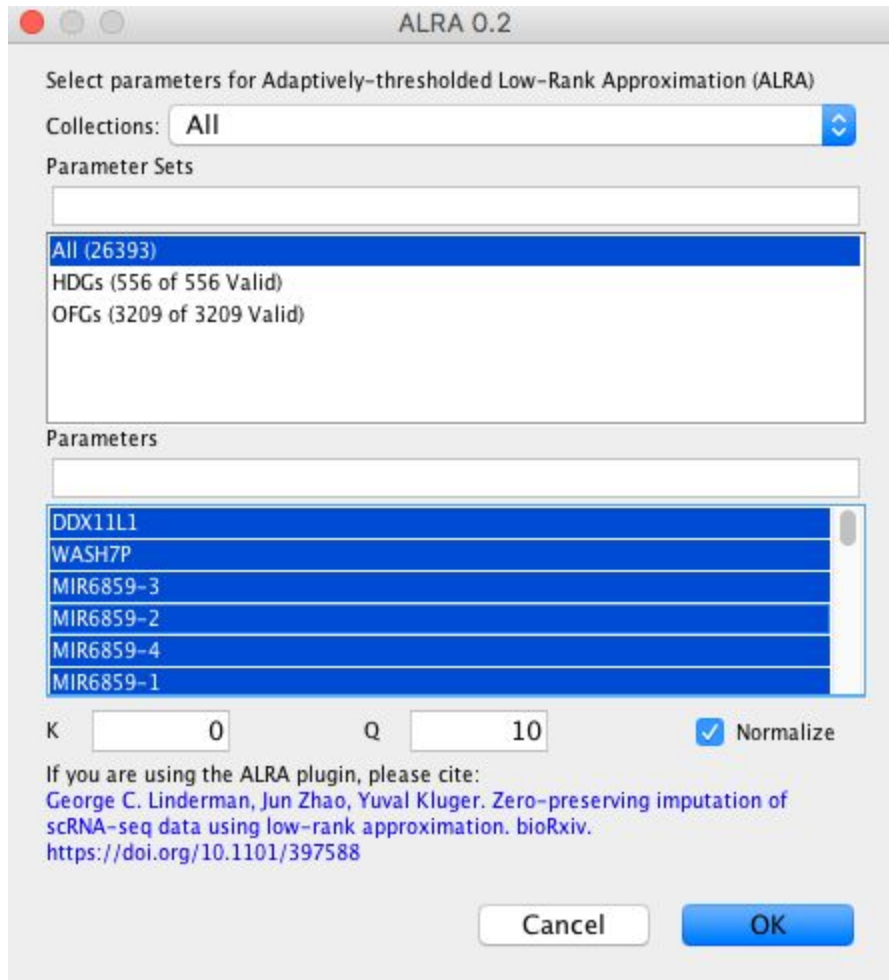 ALRA 0.2
Select parameters for Adaptively-thresholded Low-Rank Approximation (ALRA)
Collections: All
Parameter Sets
All (26393)
HDGs (556 of 556 Valid)
OFGs (3209 of 3209 Valid)
Parameters
DDX11L1
WASH7P
MIR6859-3
MIR6859-2
MIR6859-4
MIR6859-1
K 0 Q 10 Normalize
If you are using the ALRA plugin, please cite:
George C. Linderman, Jun Zhao, Yuval Kluger. Zero-preserving imputation of
scRNA-seq data using low-rank approximation. bioRxiv.
https://doi.org/10.1101/397588
Cancel OK